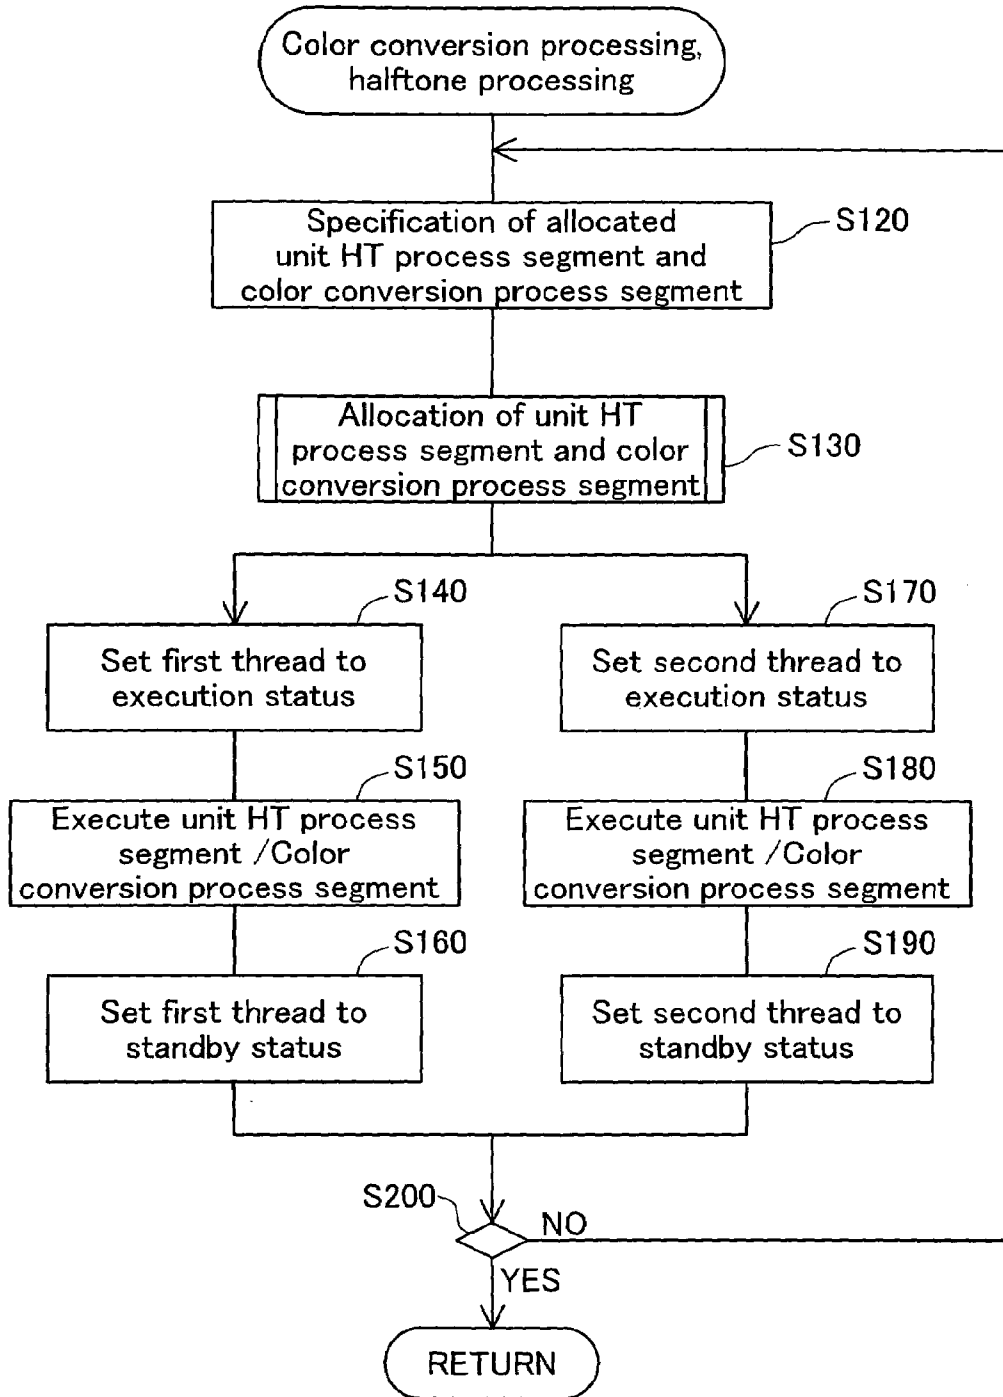 Color conversion processing,
halftone processing
Specification of allocated
unit HT process segment and
color conversion process segment
S120
Allocation of unit HT
process segment and color
conversion process segment
S130
S140
Set first thread to
execution status
S150
Execute unit HT process
segment /Color
conversion process segment
S160
Set first thread to
standby status
S170
Set second thread to
execution status
S180
Execute unit HT process
segment /Color
conversion process segment
S190
Set second thread to
standby status
S200
NO
YES
RETURN